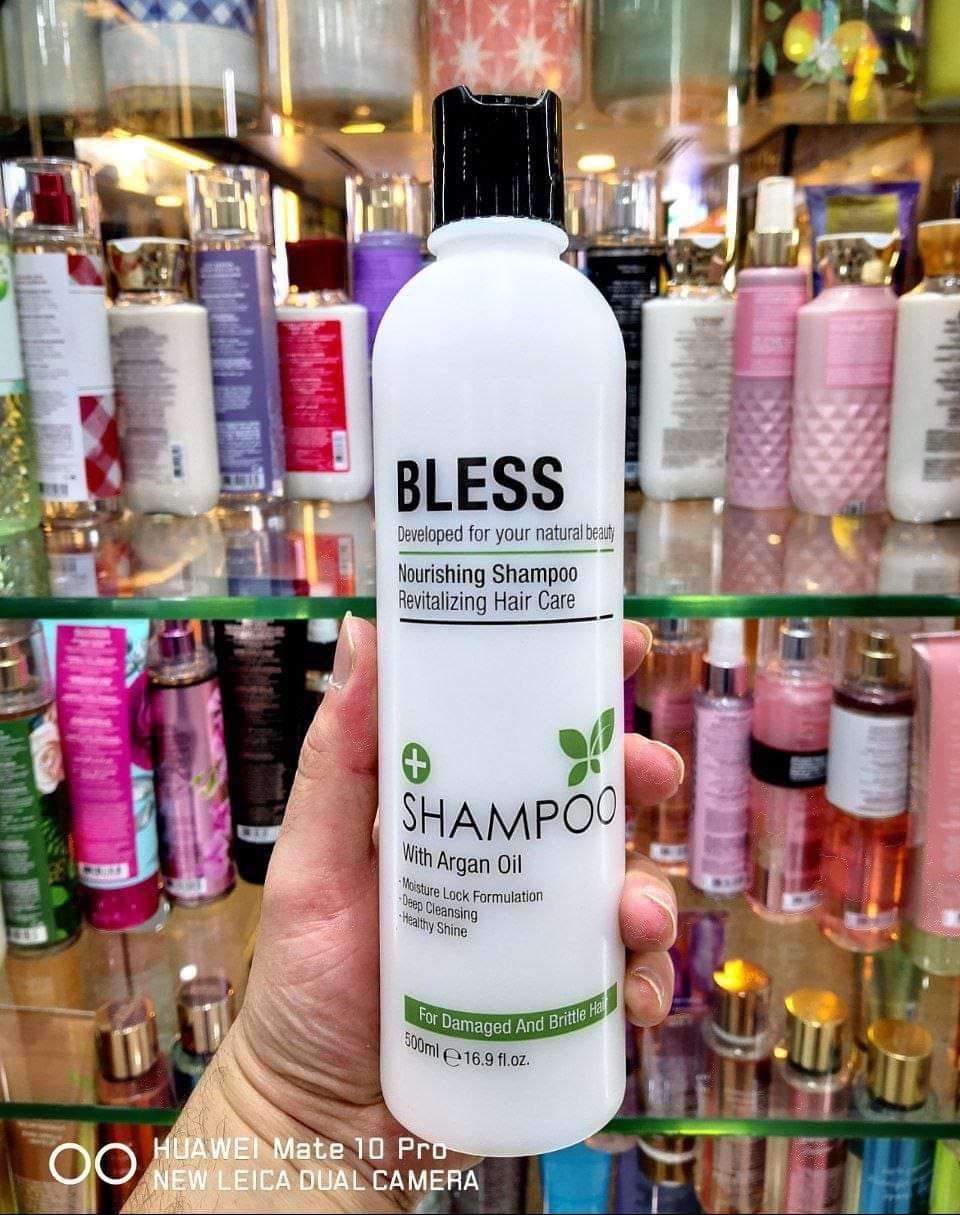 BLESS
Developed for your natural beauty
Nourishing Shampoo
Revitalizing Hair Care
SHAMPOO
With Argan Oil
- Moisture Lock Formulation
- Deep Cleansing
- Healthy Shine
For Damaged And Brittle Hair
500ml e 16.9 fl.oz.
HUAWEI Mate 10 Pro
NEW LEICA DUAL CAMERA